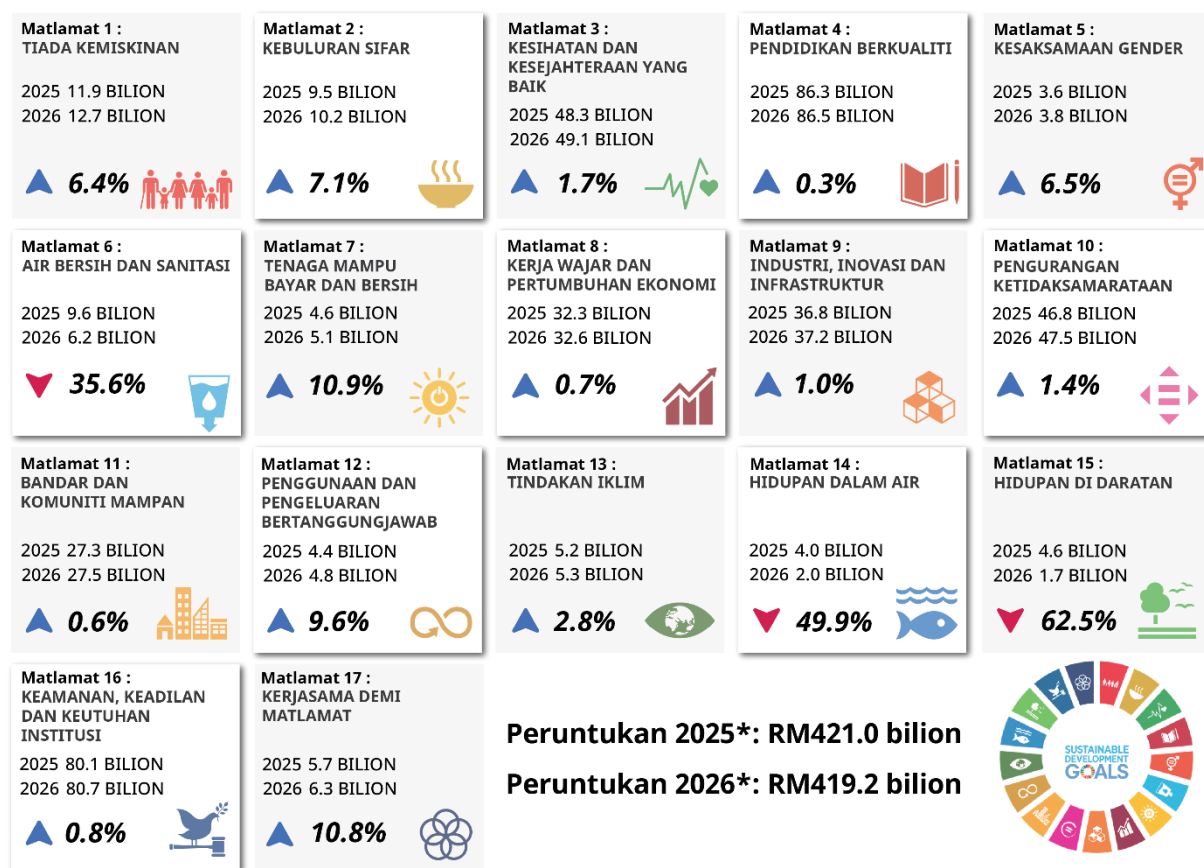 Matlamat 1 :
TIADA KEMISKINAN
2025 11.9 BILION
2026 12.7 BILION
6.4%
Matlamat 2 :
KEBULURAN SIFAR
2025 9.5 BILION
2026 10.2 BILION
7.1%
Matlamat 3 :
KESIHATAN DAN
KESEJAHTERAAN YANG
BAIK
2025 48.3 BILION
2026 49.1 BILION
1.7%
Matlamat 4 :
PENDIDIKAN BERKUALITI
2025 86.3 BILION
2026 86.5 BILION
0.3%
Matlamat 5 :
KESAKSAMAAN GENDER
2025 3.6 BILION
2026 3.8 BILION
6.5%
Matlamat 6 :
AIR BERSIH DAN SANITASI
2025 9.6 BILION
2026 6.2 BILION
35.6%
Matlamat 7 :
TENAGA MAMPU
BAYAR DAN BERSIH
2025 4.6 BILION
2026 5.1 BILION
10.9%
Matlamat 8 :
KERJA WAJAR DAN
PERTUMBUHAN EKONOMI
2025 32.3 BILION
2026 32.6 BILION
0.7%
Matlamat 9 :
INDUSTRI, INOVASI DAN
INFRASTRUKTUR
2025 36.8 BILION
2026 37.2 BILION
1.0%
Matlamat 10 :
PENGURANGAN
KETIDAKSAMARATAAN
2025 46.8 BILION
2026 47.5 BILION
1.4%
Matlamat 11 :
BANDAR DAN
KOMUNITI MAMPAN
2025 27.3 BILION
2026 27.5 BILION
0.6%
Matlamat 12 :
PENGGUNAAN DAN
PENGELUARAN
BERTANGGUNGJAWAB
2025 4.4 BILION
2026 4.8 BILION
9.6%
Matlamat 13 :
TINDAKAN IKLIM
2025 5.2 BILION
2026 5.3 BILION
2.8%
Matlamat 14 :
HIDUPAN DALAM AIR
2025 4.0 BILION
2026 2.0 BILION
49.9%
Matlamat 15 :
HIDUPAN DI DARATAN
2025 4.6 BILION
2026 1.7 BILION
62.5%
Matlamat 16 :
KEAMANAN, KEADILAN
DAN KEUTUHAN
INSTITUSI
2025 80.1 BILION
2026 80.7 BILION
0.8%
Matlamat 17 :
KERJASAMA DEMI
MATLAMAT
2025 5.7 BILION
2026 6.3 BILION
10.8%
Peruntukan 2025*: RM421.0 bilion
Peruntukan 2026*: RM419.2 bilion
SUSTAINABLE
DEVELOPMENT
GOALS